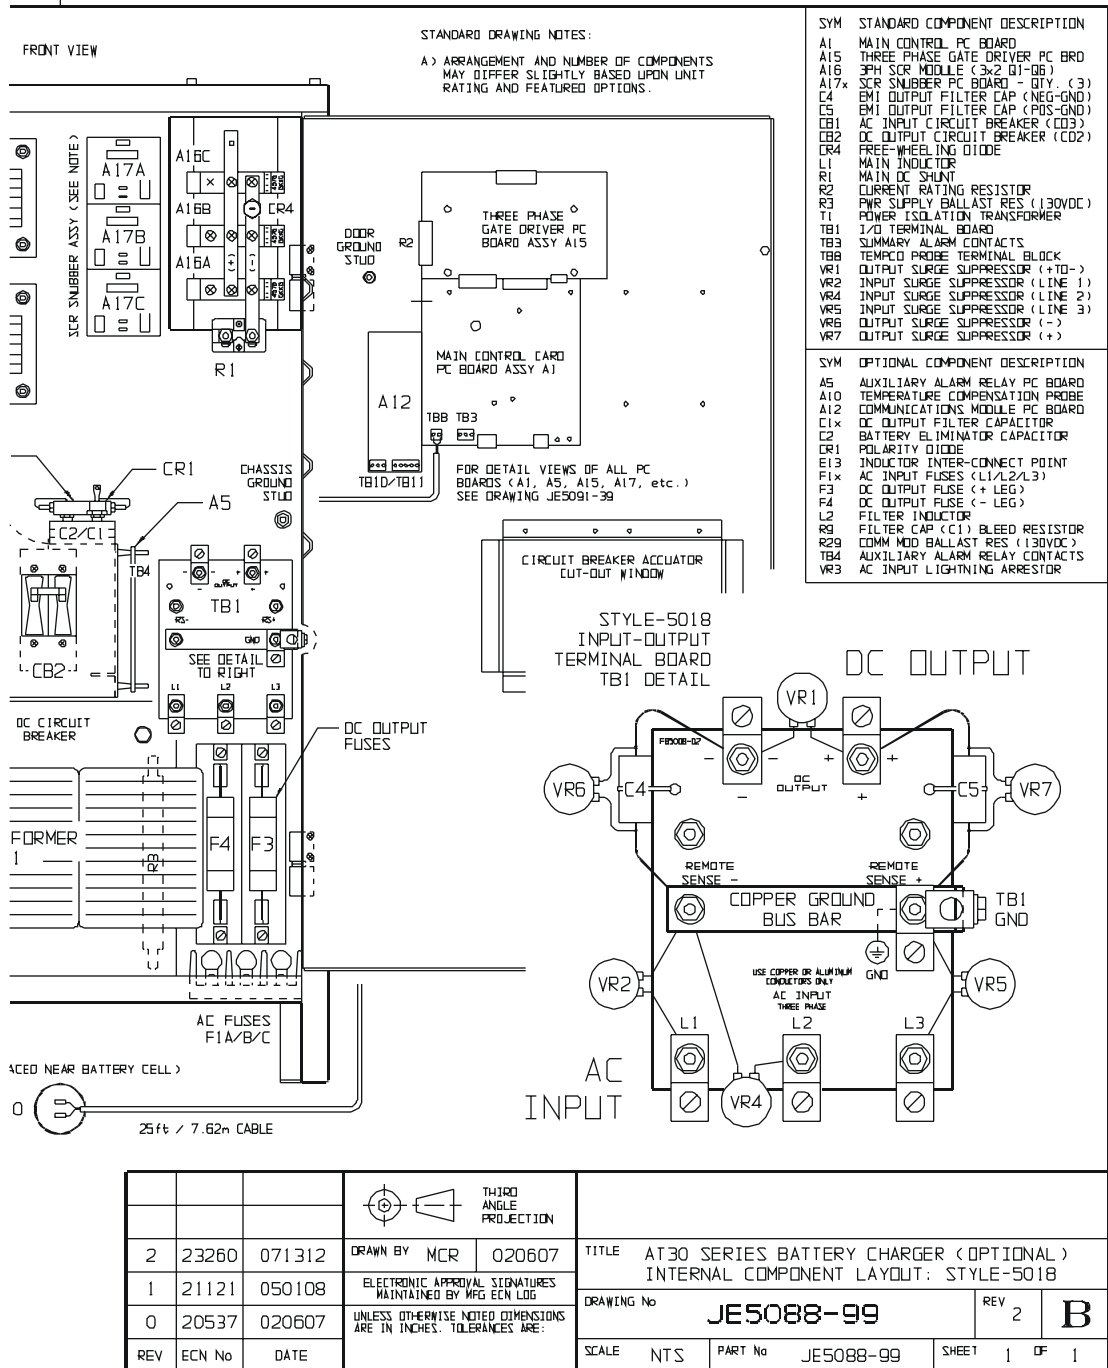 FRONT VIEW
STANDARD DRAWING NOTES:
A) ARRANGEMENT AND NUMBER OF COMPONENTS
MAY DIFFER SLIGHTLY BASED UPON UNIT
RATING AND FEATURED OPTIONS.
SYM STANDARD COMPONENT DESCRIPTION
A1 MAIN CONTROL PC BOARD
A15 THREE PHASE GATE DRIVER PC BRD
A16 3PH SCR MODULE (3x2 Q1-Q6)
A17x SCR SNUBBER PC BOARD - QTY. (3)
C4 EMI OUTPUT FILTER CAP (NEG-GND)
C5 EMI OUTPUT FILTER CAP (POS-GND)
CB1 AC INPUT CIRCUIT BREAKER (CD3)
CB2 DC OUTPUT CIRCUIT BREAKER (CD2)
CR4 FREE-WHEELING DIODE
L1 MAIN INDUCTOR
R1 MAIN DC SHUNT
R2 CURRENT RATING RESISTOR
R3 PWR SUPPLY BALLAST RES (130VDC)
T1 POWER ISOLATION TRANSFORMER
TB1 I/O TERMINAL BOARD
TB3 SUMMARY ALARM CONTACTS
TB8 TEMPCO PROBE TERMINAL BLOCK
VR1 OUTPUT SURGE SUPPRESSOR (+TO-)
VR2 INPUT SURGE SUPPRESSOR (LINE 1)
VR4 INPUT SURGE SUPPRESSOR (LINE 2)
VR5 INPUT SURGE SUPPRESSOR (LINE 3)
VR6 OUTPUT SURGE SUPPRESSOR (-)
VR7 OUTPUT SURGE SUPPRESSOR (+)
SYM OPTIONAL COMPONENT DESCRIPTION
A5 AUXILIARY ALARM RELAY PC BOARD
A10 TEMPERATURE COMPENSATION PROBE
A12 COMMUNICATIONS MODULE PC BOARD
C1x DC OUTPUT FILTER CAPACITOR
C2 BATTERY ELIMINATOR CAPACITOR
CR1 POLARITY DIODE
E13 INDUCTOR INTER-CONNECT POINT
F1x AC INPUT FUSES (L1/L2/L3)
F3 DC OUTPUT FUSE (+ LEG)
F4 DC OUTPUT FUSE (- LEG)
L2 FILTER INDUCTOR
R8 FILTER CAP (C1) BLEED RESISTOR
R29 COMM MOD BALLAST RES (130VDC)
TB4 AUXILIARY ALARM RELAY CONTACTS
VR3 AC INPUT LIGHTNING ARRESTOR
SCR SNUBBER ASSY (SEE NOTE)
A17A
A17B
A17C
A16C
A16B
A16A
CR4
(+)
(-)
R1
DOOR
GROUND
STUD
R2
THREE PHASE
GATE DRIVER PC
BOARD ASSY A15
MAIN CONTROL CARD
PC BOARD ASSY A1
A12
TB8 TB3
TB10/TB11
FOR DETAIL VIEWS OF ALL PC
BOARDS (A1, A5, A15, A17, etc.)
SEE DRAWING JE5091-39
CHASSIS
GROUND
STUD
CR1
A5
C2/C1
TB4
CB2
DC CIRCUIT
BREAKER
- - DC OUTPUT + +
TB1
RS- RS+
GND
SEE DETAIL
TO RIGHT
L1 L2 L3
DC OUTPUT
FUSES
CIRCUIT BREAKER ACCUATOR
CUT-OUT WINDOW
STYLE-5018
INPUT-OUTPUT
TERMINAL BOARD
TB1 DETAIL
DC OUTPUT
VR1
- - + +
DC
OUTPUT
- +
VR6
C4
C5
VR7
REMOTE
SENSE -
REMOTE
SENSE +
COPPER GROUND
BUS BAR
TB1
GND
GND
VR2
VR5
USE COPPER OR ALUMINUM
CONDUCTORS ONLY
AC INPUT
THREE PHASE
L1 L2 L3
VR4
AC
INPUT
FORMER
1
R3
F4 F3
AC FUSES
F1A/B/C
ACED NEAR BATTERY CELL)
0
25ft / 7.62m CABLE
THIRD
ANGLE
PROJECTION
2 23260 071312
1 21121 050108
0 20537 020607
REV ECN No DATE
DRAWN BY MCR 020607
ELECTRONIC APPROVAL SIGNATURES
MAINTAINED BY MFG ECN LOG
UNLESS OTHERWISE NOTED DIMENSIONS
ARE IN INCHES. TOLERANCES ARE:
TITLE AT30 SERIES BATTERY CHARGER (OPTIONAL)
INTERNAL COMPONENT LAYOUT: STYLE-5018
DRAWING No JE5088-99
REV 2
B
SCALE NTS
PART No JE5088-99
SHEET 1 OF 1